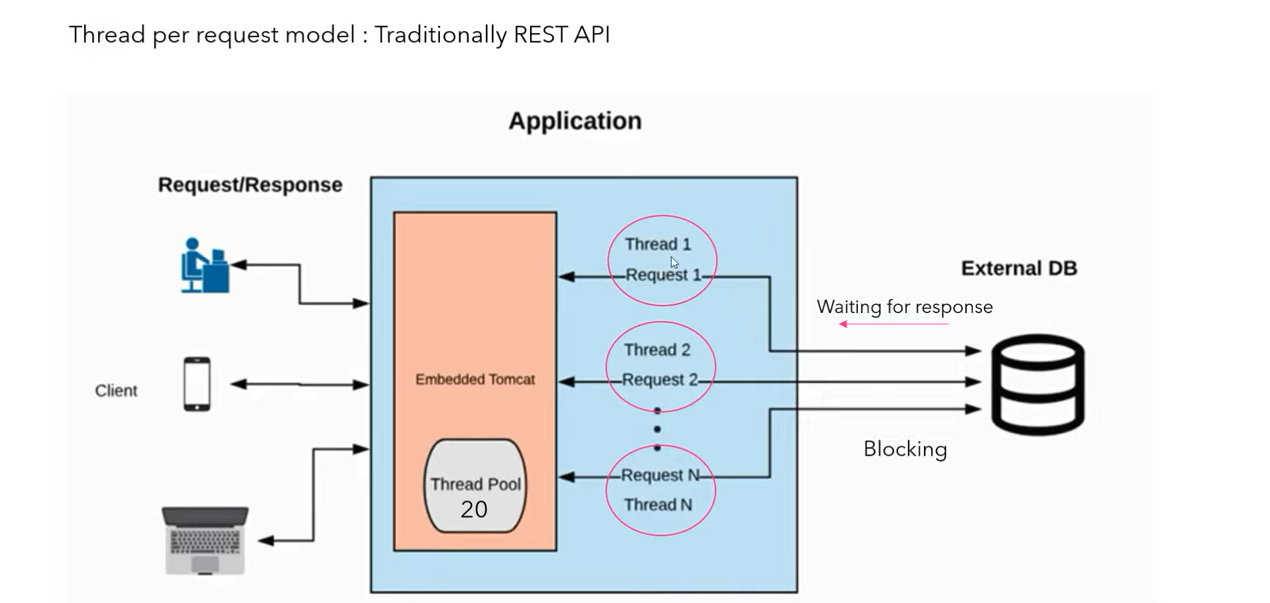 Thread per request model : Traditionally REST API
Application
Request/Response
Client
Embedded Tomcat
Thread Pool
20
Thread 1
Request 1
Thread 2
Request 2
Request N
Thread N
External DB
Waiting for response
Blocking